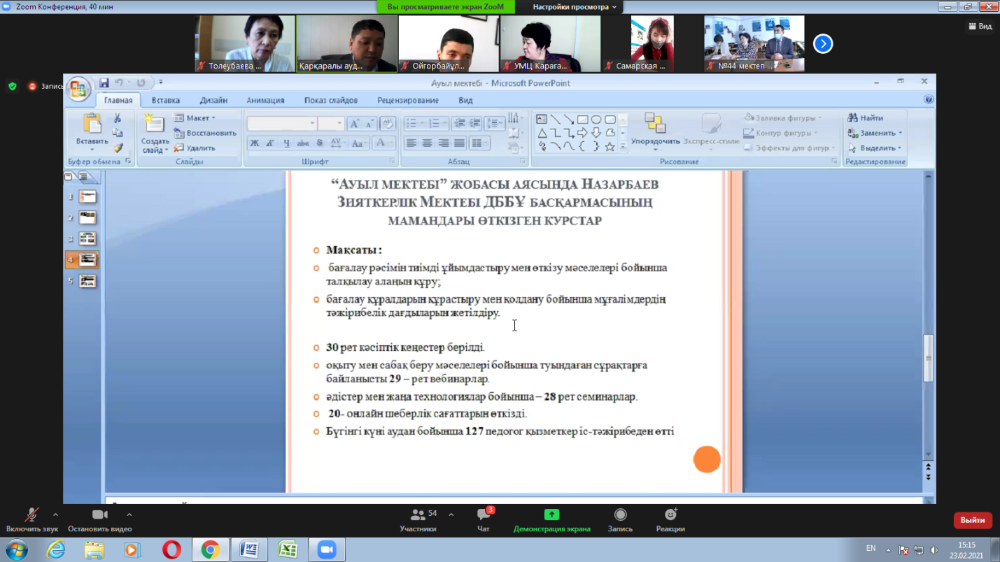 Zoom Конференция, 40 мин
Вы просматриваете экран ZooM
Настройки просмотра
Вид
Толеубаева ...
Қарқаралы ауд...
Ойгорбайұл...
УМЦ Карага...
Самарская ...
№44 мектеп ...
Запись
Ауыл мектебі - Microsoft PowerPoint
Главная Вставка Дизайн Анимация Показ слайдов Рецензирование Вид
Вставить
Буфер обмена
Создать слайд
Макет
Восстановить
Удалить
Слайды
Ж К Ч abe S AV Aa A
Шрифт
Абзац
Упорядочить
Экспресс-стили
Заливка фигуры
Контур фигуры
Эффекты для фигур
Рисование
Найти
Заменить
Выделить
Редактирование
1
2
3
4
5
“АУЫЛ МЕКТЕБІ” ЖОБАСЫ АЯСЫНДА НАЗАРБАЕВ
ЗИЯТКЕРЛІК МЕКТЕБІ ДББҰ БАСҚАРМАСЫНЫҢ
МАМАНДАРЫ ӨТКІЗГЕН КУРСТАР
Мақсаты :
бағалау рәсімін тиімді ұйымдастыру мен өткізу мәселелері бойынша
талқылау алаңын құру;
бағалау құралдарын құрастыру мен қолдану бойынша мұғалімдердің
тәжірибелік дағдыларын жетілдіру.
30 рет кәсіптік кеңестер берілді.
оқыту мен сабақ беру мәселелері бойынша туындаған сұрақтарға
байланысты 29 – рет вебинарлар.
әдістер мен жаңа технологиялар бойынша – 28 рет семинарлар.
20- онлайн шеберлік сағаттарын өткізді.
Бүгінгі күні аудан бойынша 127 педогог қызметкер іс-тәжірибеден өтті
Включить звук
Остановить видео
54
Участники
3
Чат
Демонстрация экрана
Запись
Реакции
Выйти
EN
15:15
23.02.2021